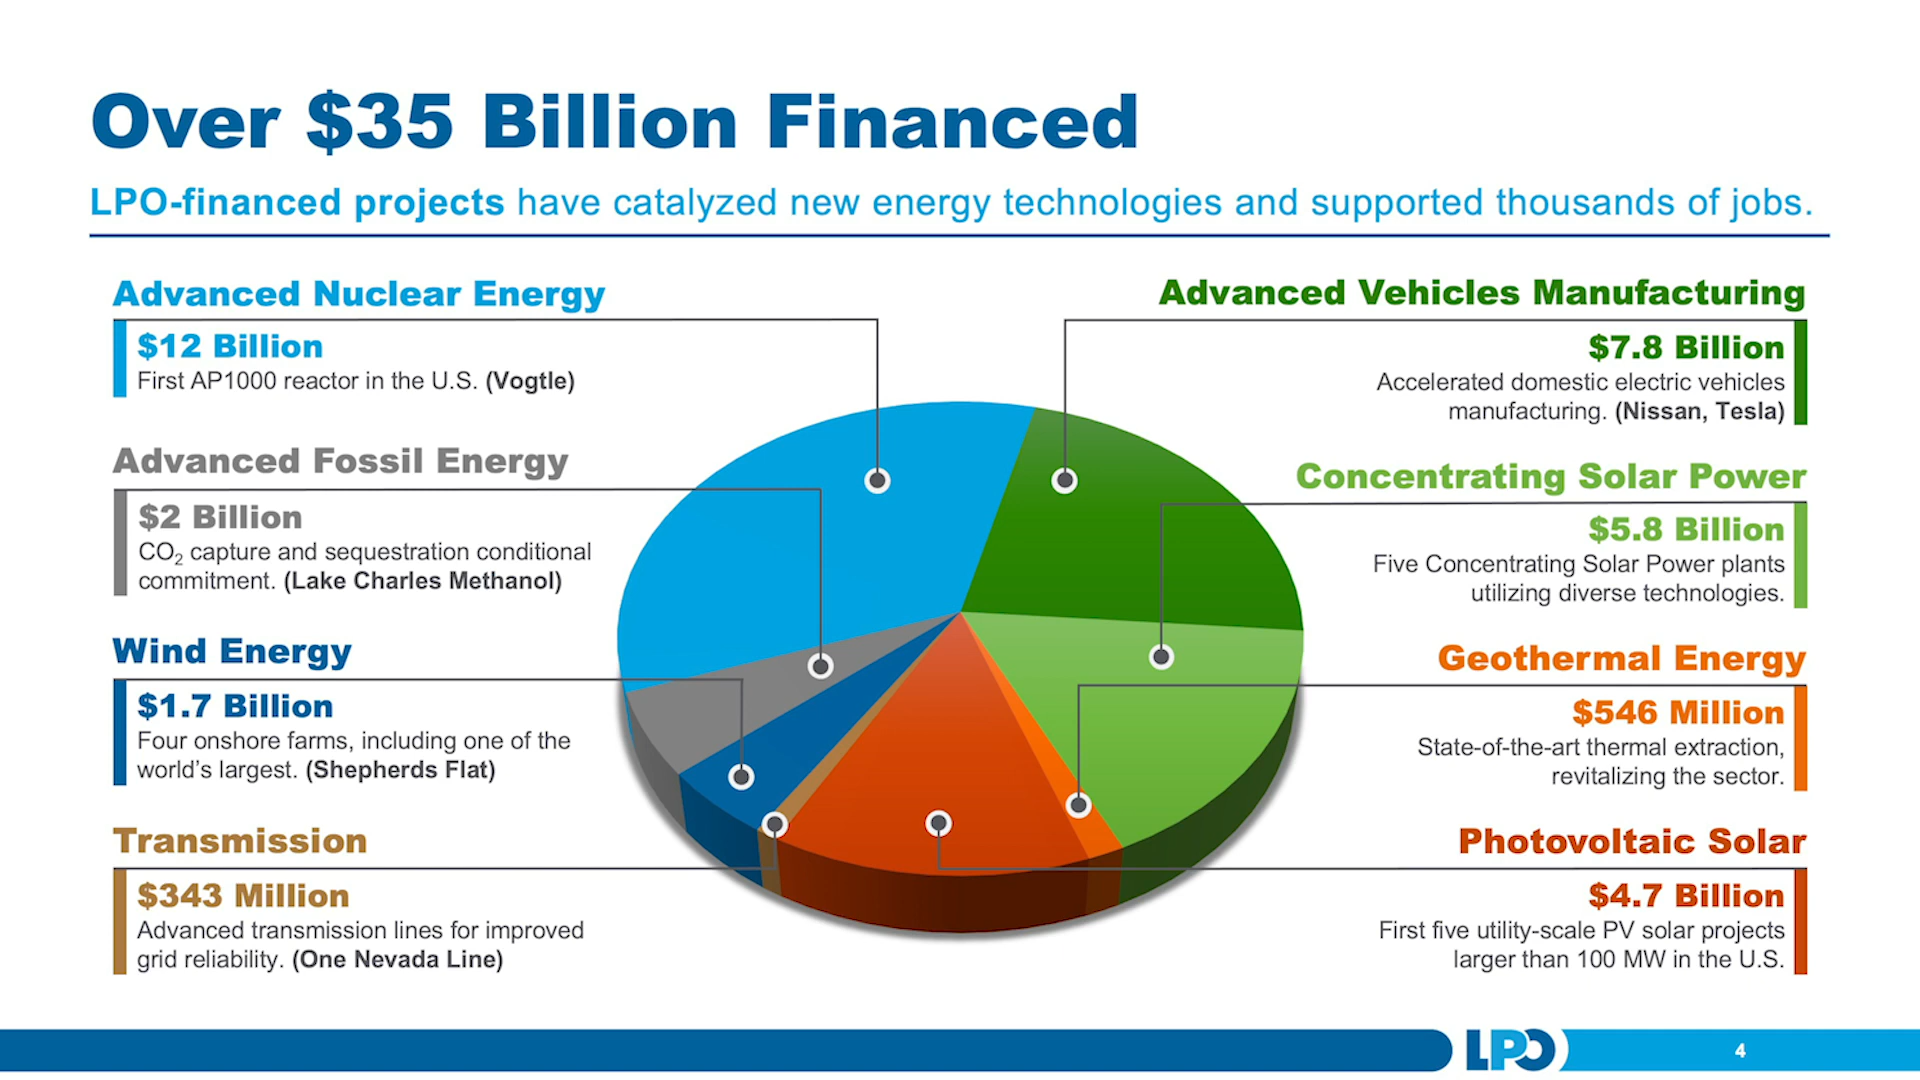 Over $35 Billion Financed
LPO-financed projects have catalyzed new energy technologies and supported thousands of jobs.
Advanced Nuclear Energy
$12 Billion
First AP1000 reactor in the U.S. (Vogtle)
Advanced Fossil Energy
$2 Billion
CO₂ capture and sequestration conditional
commitment. (Lake Charles Methanol)
Wind Energy
$1.7 Billion
Four onshore farms, including one of the
world’s largest. (Shepherds Flat)
Transmission
$343 Million
Advanced transmission lines for improved
grid reliability. (One Nevada Line)
Advanced Vehicles Manufacturing
$7.8 Billion
Accelerated domestic electric vehicles
manufacturing. (Nissan, Tesla)
Concentrating Solar Power
$5.8 Billion
Five Concentrating Solar Power plants
utilizing diverse technologies.
Geothermal Energy
$546 Million
State-of-the-art thermal extraction,
revitalizing the sector.
Photovoltaic Solar
$4.7 Billion
First five utility-scale PV solar projects
larger than 100 MW in the U.S.
LPO
4